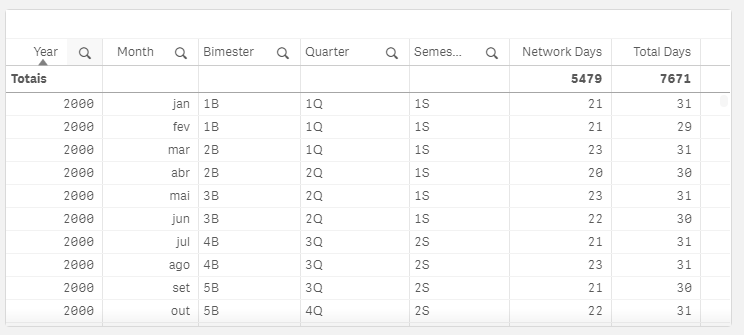 Year Month Bimester Quarter Semes... Network Days Total Days
Totais 5479 7671
2000 jan 1B 1Q 1S 21 31
2000 fev 1B 1Q 1S 21 29
2000 mar 2B 1Q 1S 23 31
2000 abr 2B 2Q 1S 20 30
2000 mai 3B 2Q 1S 23 31
2000 jun 3B 2Q 1S 22 30
2000 jul 4B 3Q 2S 21 31
2000 ago 4B 3Q 2S 23 31
2000 set 5B 3Q 2S 21 30
2000 out 5B 4Q 2S 22 31